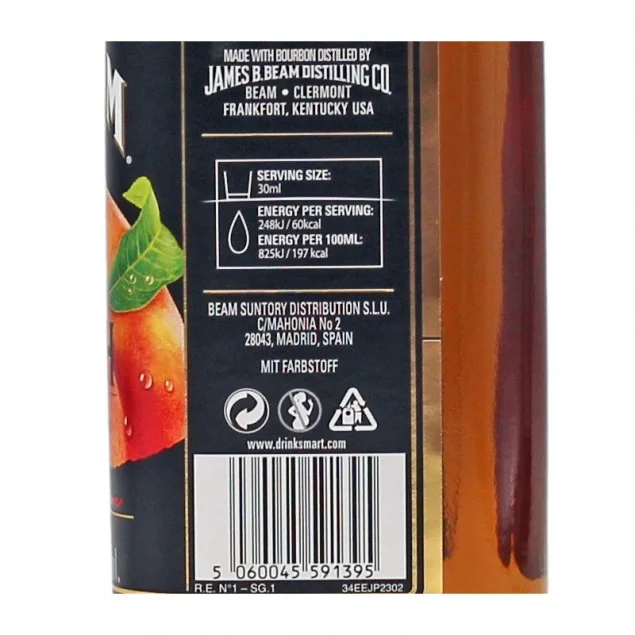 MADE WITH BOURBON DISTILLED BY
JAMES B. BEAM DISTILLING CO.
BEAM • CLERMONT
FRANKFORT, KENTUCKY USA
M
®
SERVING SIZE:
30ml
ENERGY PER SERVING:
248kJ / 60kcal
ENERGY PER 100ML:
825kJ / 197 kcal
BEAM SUNTORY DISTRIBUTION S.L.U.
C/MAHONIA No 2
28043, MADRID, SPAIN
MIT FARBSTOFF
H
www.drinksmart.com
5 060045 591395
R.E. N°1 – SG.1 34EEJP2302